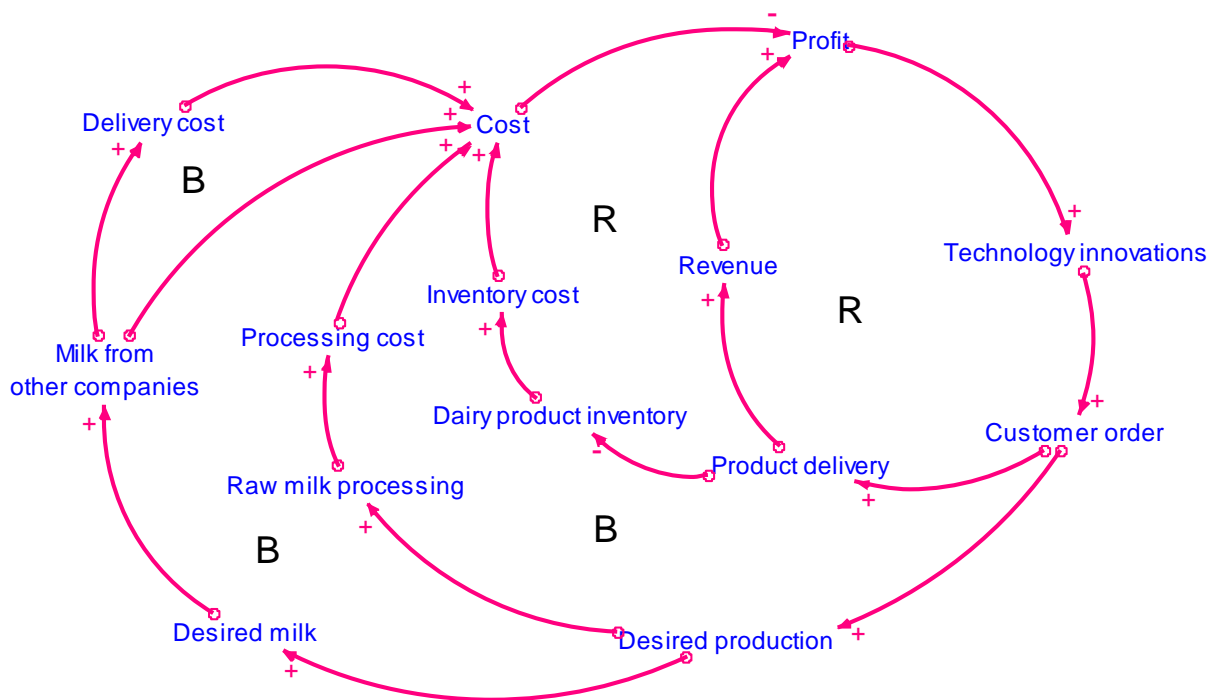 -
Profit
+
+
Delivery cost
+
Cost
+
+
+
+
B
R
+
Technology innovations
Revenue
+
Inventory cost
+
R
Processing cost
+
Milk from
other companies
+
Dairy product inventory
-
Customer order
+
Product delivery
+
Raw milk processing
+
B
B
Desired milk
+
Desired production
+